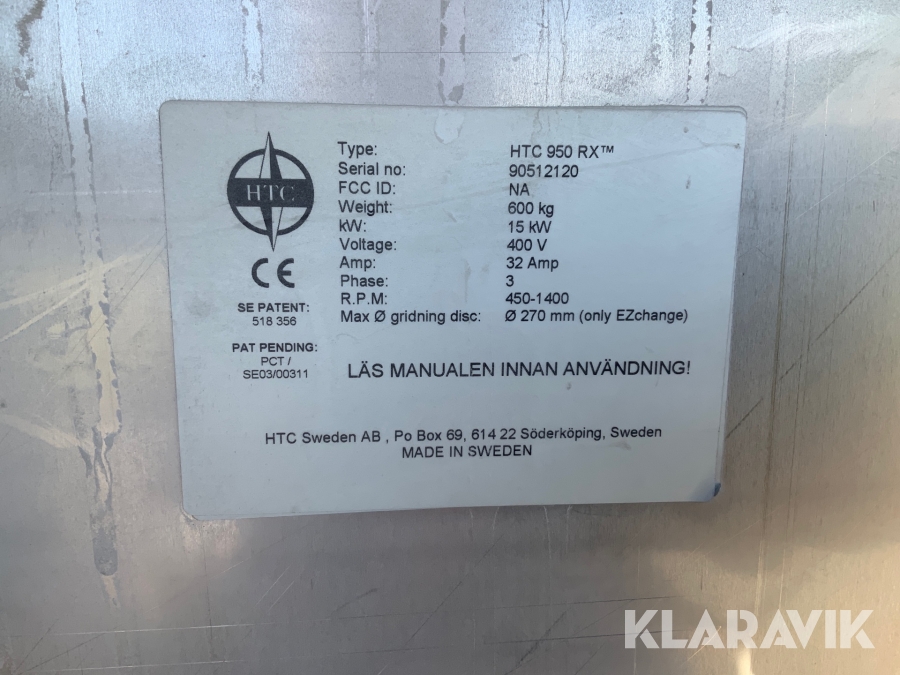 HTC
SE PATENT:
518 356
PAT PENDING:
PCT /
SE03/00311
Type: HTC 950 RX™
Serial no: 90512120
FCC ID: NA
Weight: 600 kg
kW: 15 kW
Voltage: 400 V
Amp: 32 Amp
Phase: 3
R.P.M: 450-1400
Max Ø gridning disc: Ø 270 mm (only EZchange)
LÄS MANUALEN INNAN ANVÄNDNING!
HTC Sweden AB , Po Box 69, 614 22 Söderköping, Sweden
MADE IN SWEDEN
KLARAVIK